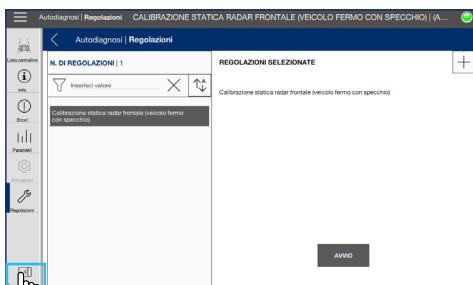 Autodiagnosi | Regolazioni CALIBRAZIONE STATICA RADAR FRONTALE (VEICOLO FERMO CON SPECCHIO) | (A...
Autodiagnosi | Regolazioni
Lista centraline
Info
Errori
Parametri
Attivazioni
Regolazioni
N. DI REGOLAZIONI | 1
Inserisci valore
Calibrazione statica radar frontale (veicolo fermo
con specchio)
REGOLAZIONI SELEZIONATE
Calibrazione statica radar frontale (veicolo fermo con specchio)
AVVIO